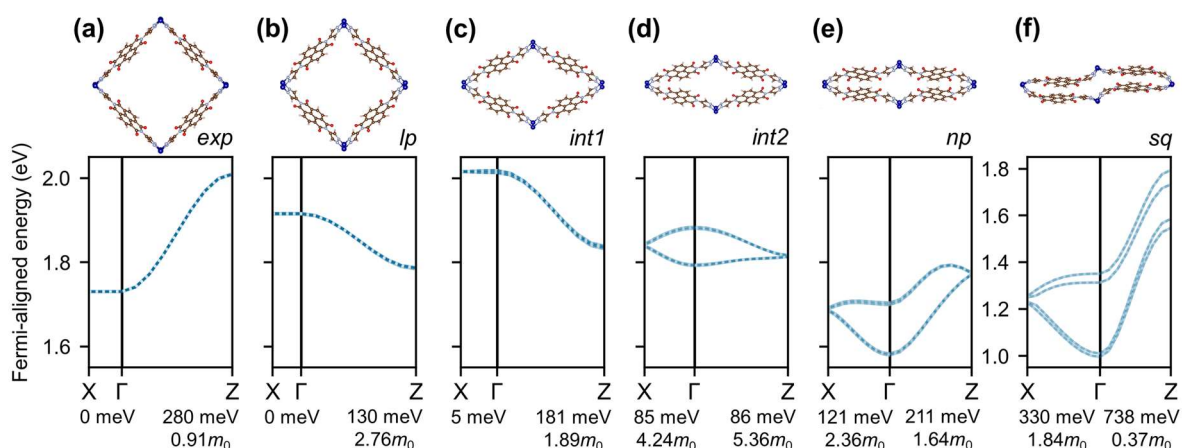 (a) (b) (c) (d) (e) (f)
exp lp int1 int2 np sq
Fermi-aligned energy (eV)
2.0 1.8
1.8 1.6
1.6 1.4
1.2
1.0
X Γ Z X Γ Z X Γ Z X Γ Z X Γ Z X Γ Z
0 meV 280 meV 0 meV 130 meV 5 meV 181 meV 85 meV 86 meV 121 meV 211 meV 330 meV 738 meV
0.91m₀ 2.76m₀ 1.89m₀ 4.24m₀ 5.36m₀ 2.36m₀ 1.64m₀ 1.84m₀ 0.37m₀